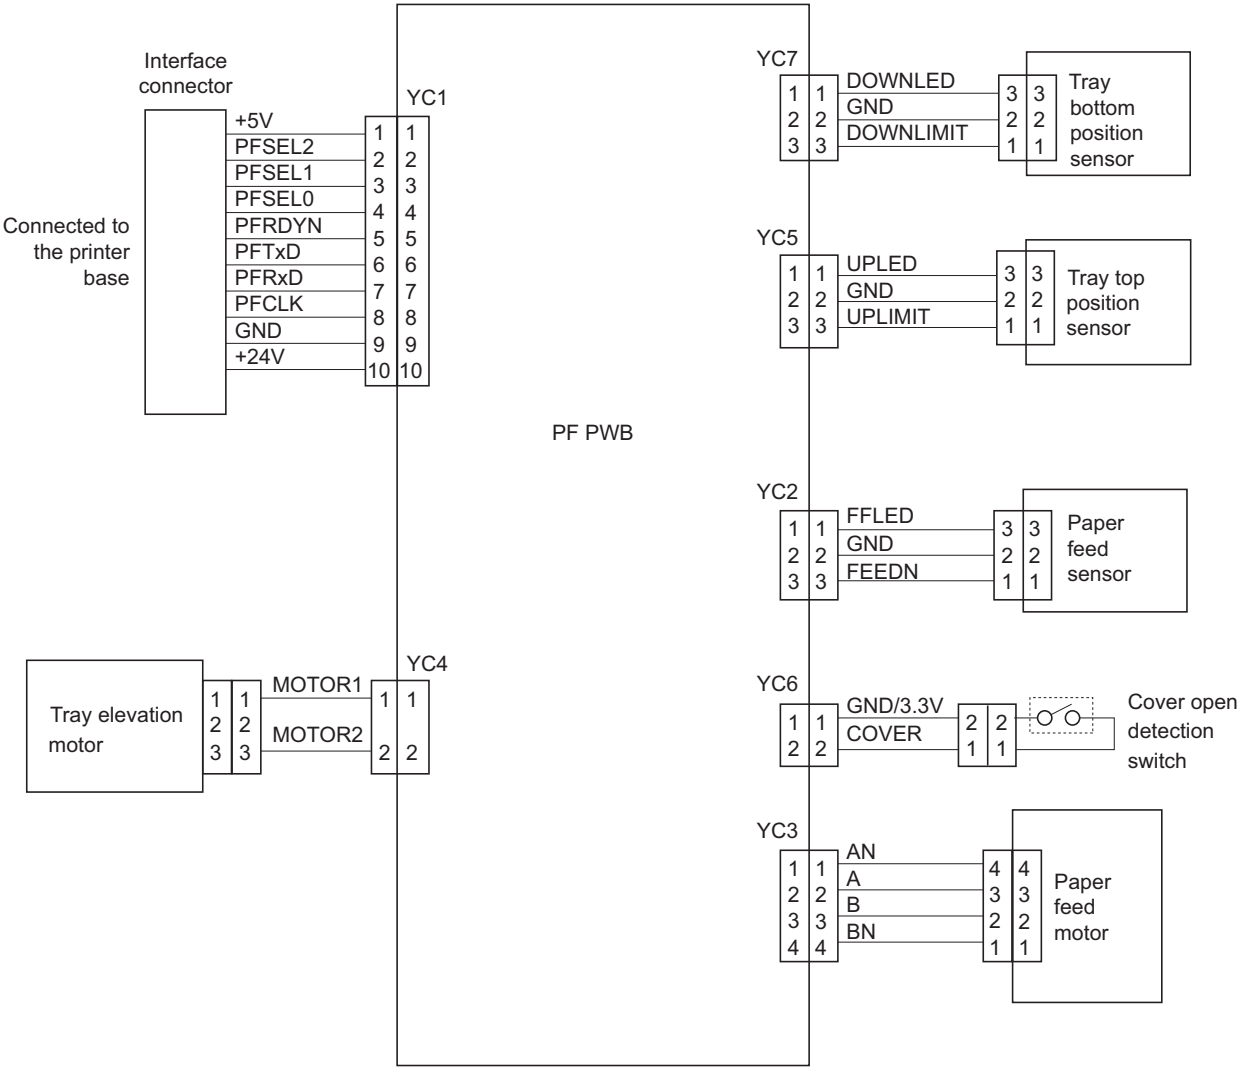 Interface
connector
Connected to
the printer
base
YC1
+5V
PFSEL2
PFSEL1
PFSEL0
PFRDYN
PFTxD
PFRxD
PFCLK
GND
+24V
1 1
2 2
3 3
4 4
5 5
6 6
7 7
8 8
9 9
10 10
PF PWB
Tray elevation
motor
1 1
2 2
3 3
MOTOR1
MOTOR2
YC4
1 1
2 2
YC7
1 1
2 2
3 3
DOWNLED
GND
DOWNLIMIT
3 3
2 2
1 1
Tray
bottom
position
sensor
YC5
1 1
2 2
3 3
UPLED
GND
UPLIMIT
3 3
2 2
1 1
Tray top
position
sensor
YC2
1 1
2 2
3 3
FFLED
GND
FEEDN
3 3
2 2
1 1
Paper
feed
sensor
YC6
1 1
2 2
GND/3.3V
COVER
2 2
1 1
Cover open
detection
switch
YC3
1 1
2 2
3 3
4 4
AN
A
B
BN
4 4
3 3
2 2
1 1
Paper
feed
motor